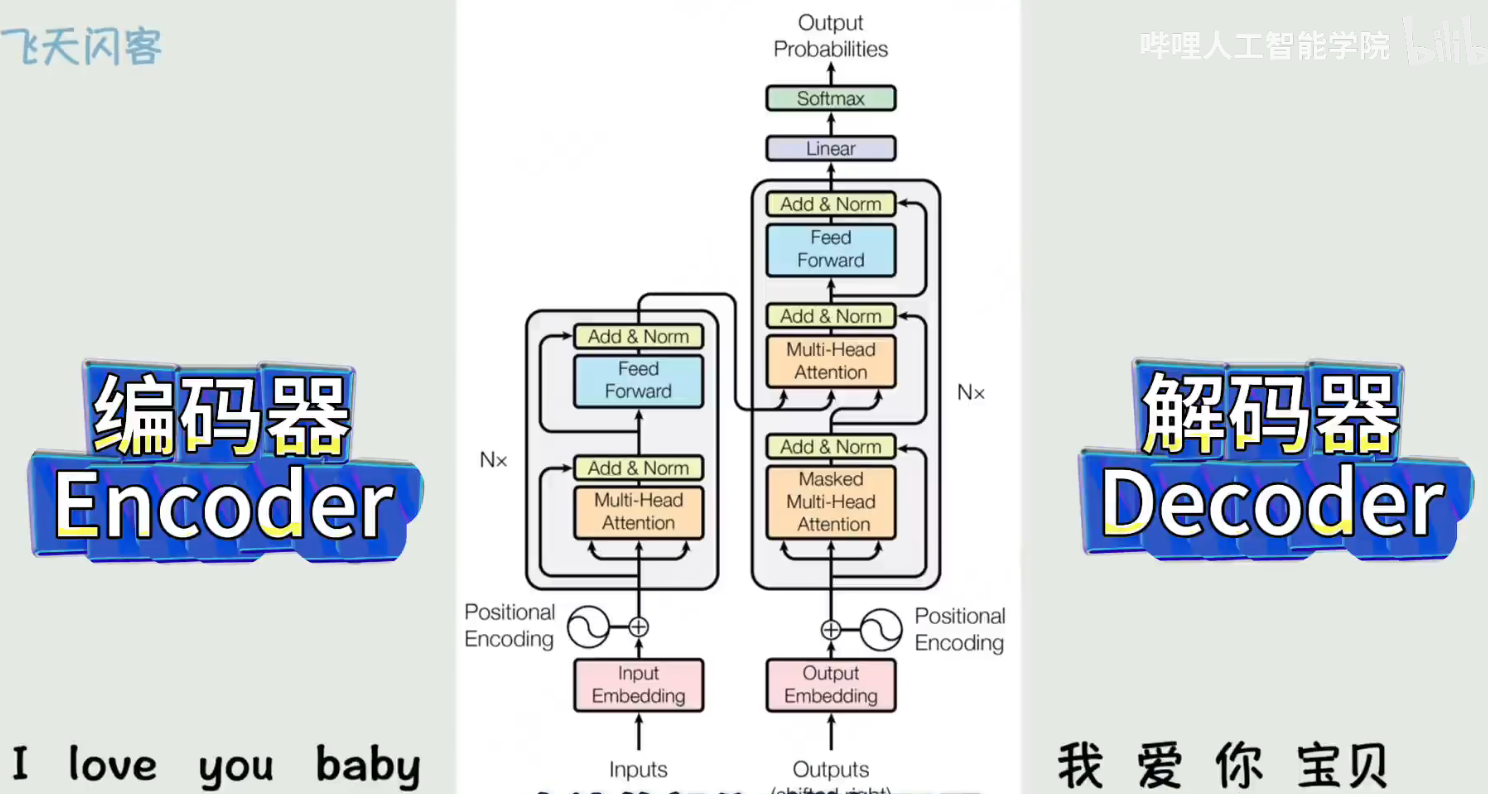 飞天闪客
哔哩人工智能学院
Output
Probabilities
Softmax
Linear
Add & Norm
Feed
Forward
Add & Norm
Multi-Head
Attention
Nx
Add & Norm
Masked
Multi-Head
Attention
Add & Norm
Feed
Forward
Nx
Add & Norm
Multi-Head
Attention
编码器
Encoder
解码器
Decoder
Positional
Encoding
Positional
Encoding
Input
Embedding
Output
Embedding
Inputs
Outputs
(shifted right)
I love you baby
我 爱 你 宝贝